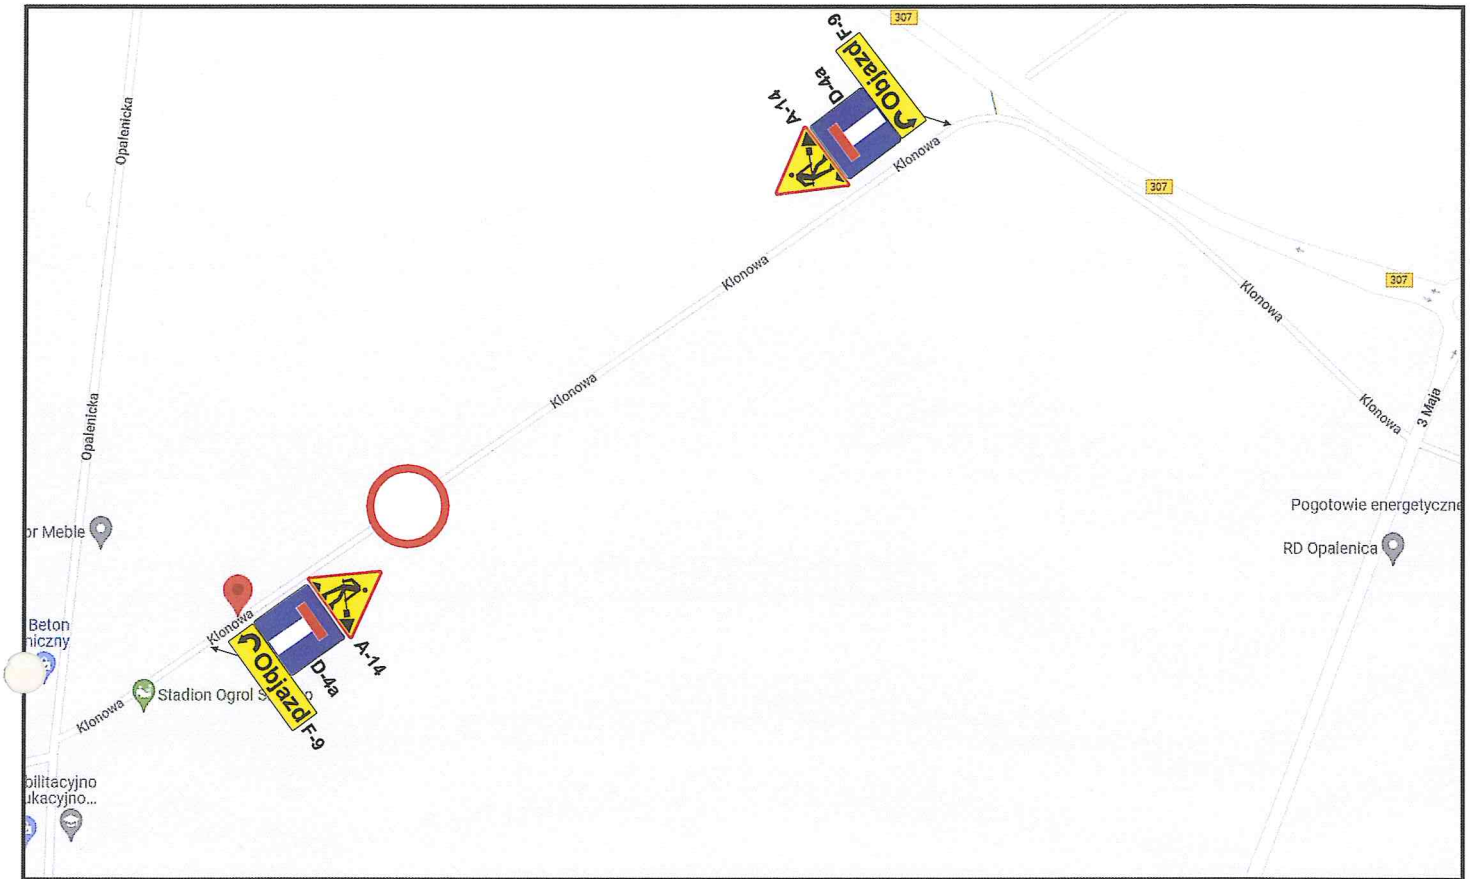 307
F-9
Objazd
D-4a
A-14
Opalenicka
Klonowa
307
Klonowa
307
Klonowa
Klonowa
Opalenicka
Klonowa
3 Maja
Pogotowie energetyczne
or Meble
RD Opalenica
Klonowa
Beton
niczny
A-14
D-4a
Objazd
F-9
Stadion Ogrol S
o
Klonowa
bilitacyjno
ukacyjno...